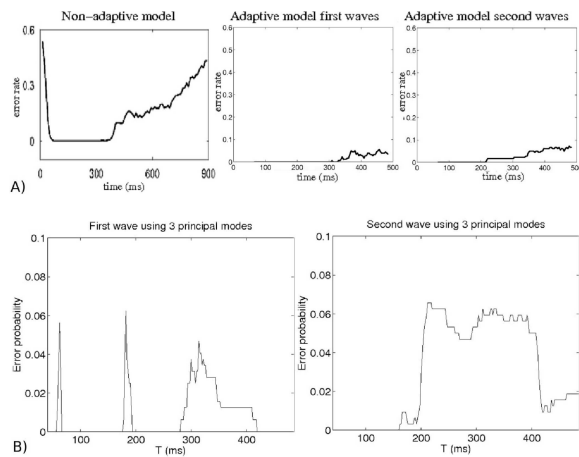 Non-adaptive model
Adaptive model first waves
Adaptive model second waves
0.6
0.3
0
error rate
0 300 600 900
time (ms)
0.6
0.5
0.4
0.3
0.2
0.1
0
error rate
0 100 200 300 400 500
time (ms)
0.6
0.5
0.4
0.3
0.2
0.1
0
error rate
0 100 200 300 400 500
time (ms)
A)
First wave using 3 principal modes
0.1
0.08
0.06
0.04
0.02
0
Error probability
100 200 300 400
T (ms)
Second wave using 3 principal modes
0.1
0.08
0.06
0.04
0.02
0
Error probability
100 200 300 400
T (ms)
B)